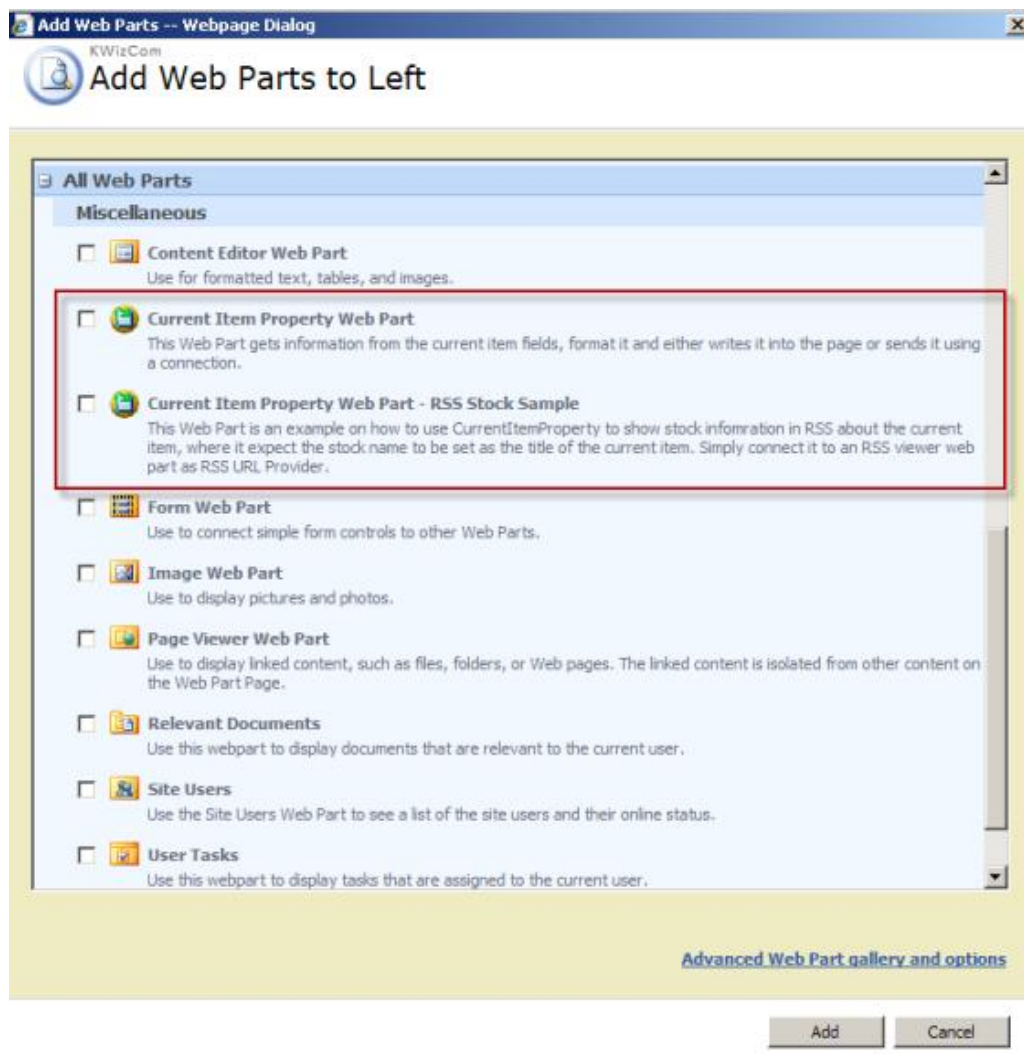 Add Web Parts -- Webpage Dialog
KWizCom
Add Web Parts to Left
All Web Parts
Miscellaneous
Content Editor Web Part
Use for formatted text, tables, and images.
Current Item Property Web Part
This Web Part gets information from the current item fields, format it and either writes it into the page or sends it using
a connection.
Current Item Property Web Part - RSS Stock Sample
This Web Part is an example on how to use CurrentItemProperty to show stock infomration in RSS about the current
item, where it expect the stock name to be set as the title of the current item. Simply connect it to an RSS viewer web
part as RSS URL Provider.
Form Web Part
Use to connect simple form controls to other Web Parts.
Image Web Part
Use to display pictures and photos.
Page Viewer Web Part
Use to display linked content, such as files, folders, or Web pages. The linked content is isolated from other content on
the Web Part Page.
Relevant Documents
Use this webpart to display documents that are relevant to the current user.
Site Users
Use the Site Users Web Part to see a list of the site users and their online status.
User Tasks
Use this webpart to display tasks that are assigned to the current user.
Advanced Web Part gallery and options
Add
Cancel